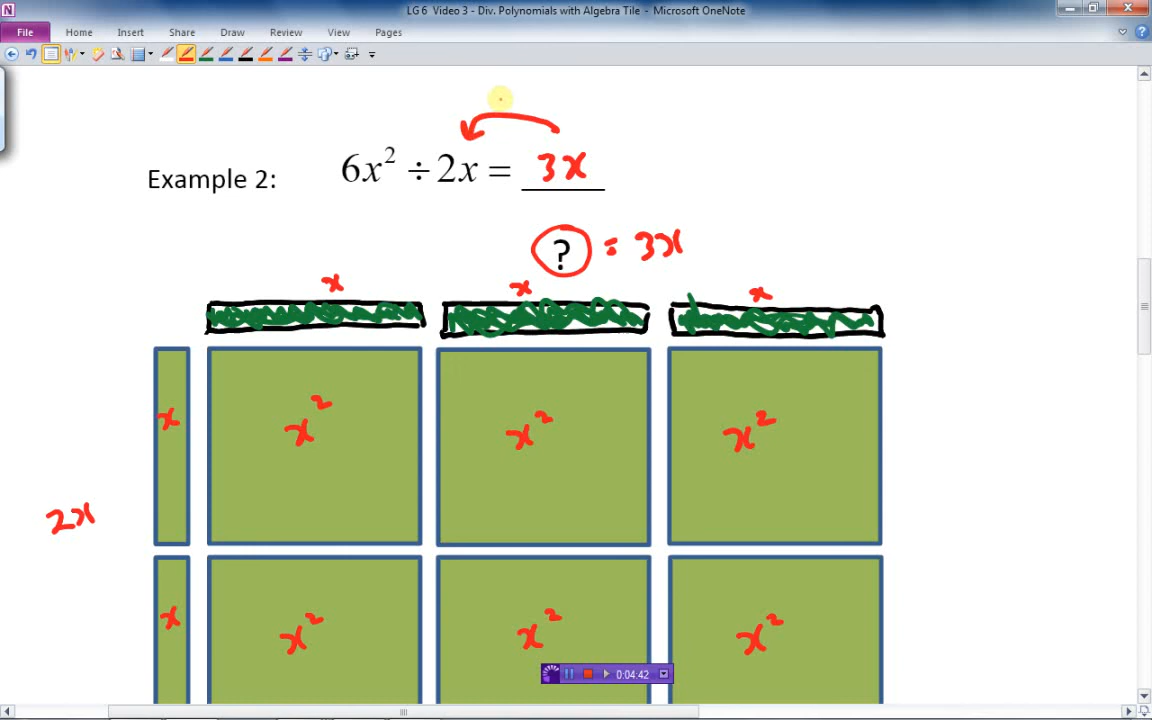 LG 6 Video 3 - Div. Polynomials with Algebra Tile - Microsoft OneNote
File Home Insert Share Draw Review View Pages
Example 2: 6x² ÷ 2x = 3x
? = 3x
x x x
x x² x² x²
2x
x x² x² x²
0:04:42